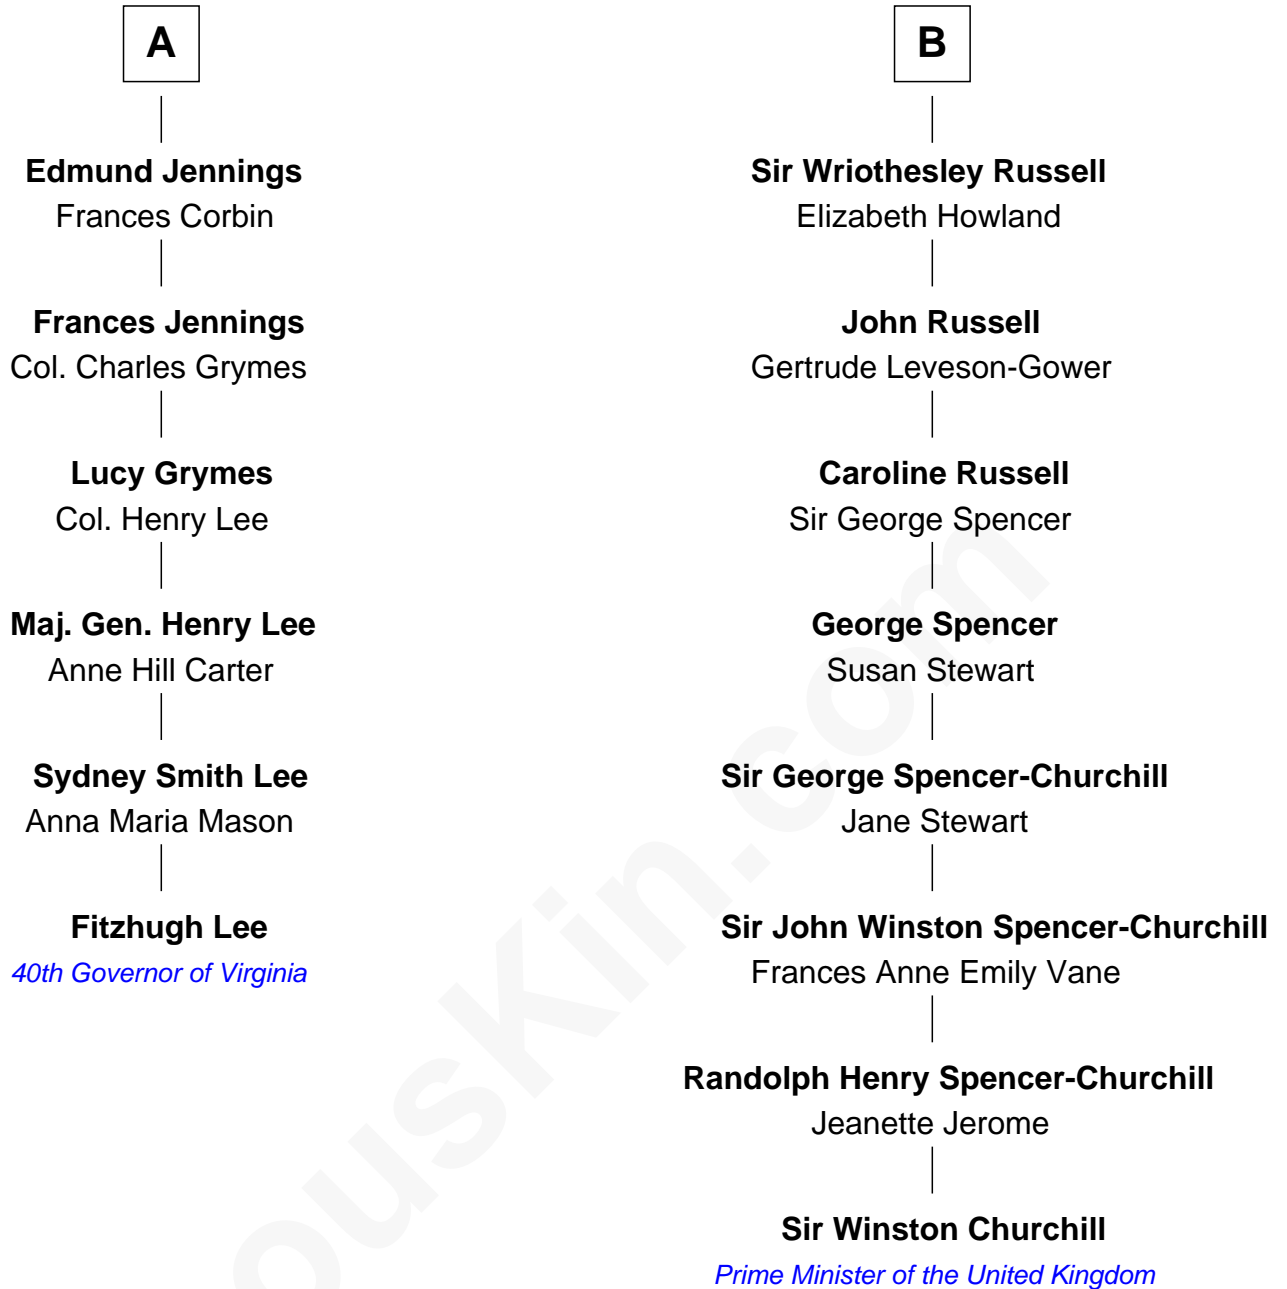 A
Edmund Jennings
Frances Corbin
Frances Jennings
Col. Charles Grymes
Lucy Grymes
Col. Henry Lee
Maj. Gen. Henry Lee
Anne Hill Carter
Sydney Smith Lee
Anna Maria Mason
Fitzhugh Lee
40th Governor of Virginia
B
Sir Wriothesley Russell
Elizabeth Howland
John Russell
Gertrude Leveson-Gower
Caroline Russell
Sir George Spencer
George Spencer
Susan Stewart
Sir George Spencer-Churchill
Jane Stewart
Sir John Winston Spencer-Churchill
Frances Anne Emily Vane
Randolph Henry Spencer-Churchill
Jeanette Jerome
Sir Winston Churchill
Prime Minister of the United Kingdom
ousKin.com